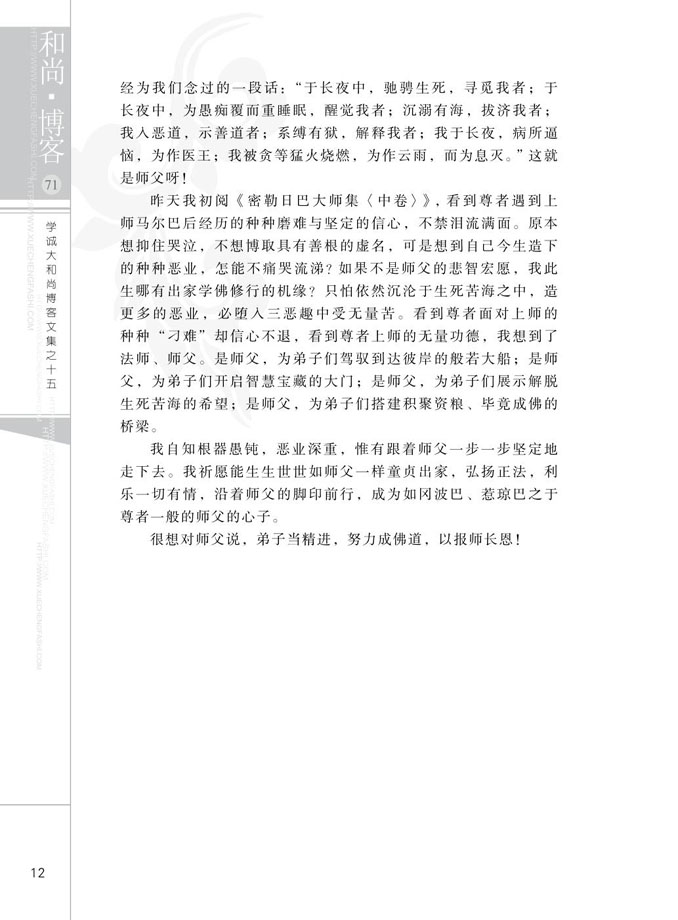 和尚·博客
71
学诚大和尚博客文集之十五
经为我们念过的一段话：“于长夜中，驰骋生死，寻觅我者；于
长夜中，为愚痴覆而重睡眠，醒觉我者；沉溺有海，拔济我者；
我入恶道，示善道者；系缚有狱，解释我者；我于长夜，病所逼
恼，为作医王；我被贪等猛火烧燃，为作云雨，而为息灭。”这就
是师父呀！
昨天我初阅《密勒日巴大师集〈中卷〉》，看到尊者遇到上
师马尔巴后经历的种种磨难与坚定的信心，不禁泪流满面。原本
想抑住哭泣，不想博取具有善根的虚名，可是想到自己今生造下
的种种恶业，怎能不痛哭流涕？如果不是师父的悲智宏愿，我此
生哪有出家学佛修行的机缘？只怕依然沉沦于生死苦海之中，造
更多的恶业，必堕入三恶趣中受无量苦。看到尊者面对上师的种
种“刁难”却信心不退，看到尊者上师的无量功德，我想到了
法师、师父。是师父，为弟子们驾驭到达彼岸的般若大船；是师
父，为弟子们开启智慧宝藏的大门；是师父，为弟子们展示解脱
生死苦海的希望；是师父，为弟子们搭建积聚资粮、毕竟成佛的
桥梁。
我自知根器愚钝，恶业深重，惟有跟着师父一步一步坚定地
走下去。我祈愿能生生世世如师父一样童贞出家，弘扬正法，利
乐一切有情，沿着师父的脚印前行，成为如冈波巴、惹琼巴之于
尊者一般的师父的心子。
很想对师父说，弟子当精进，努力成佛道，以报师长恩！
12